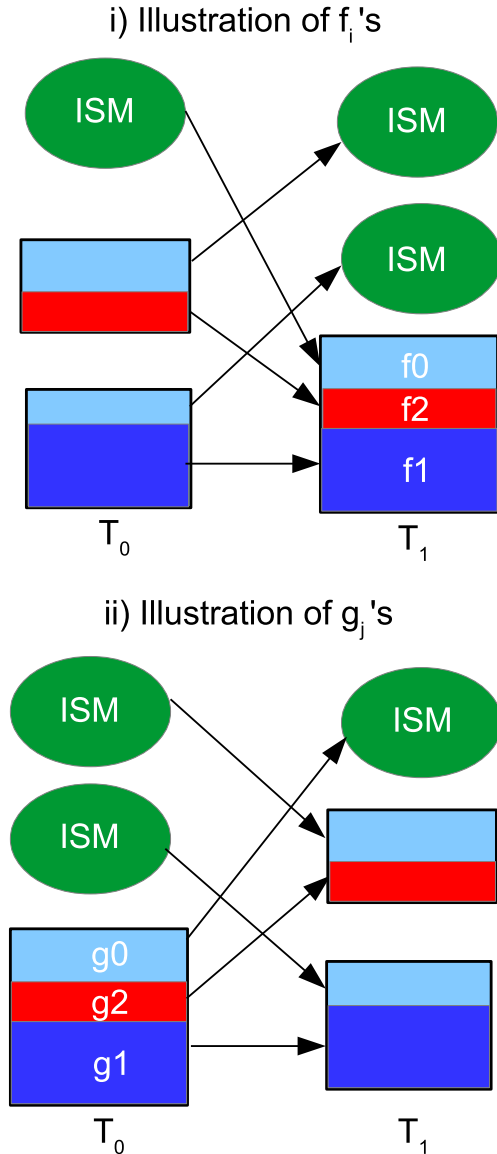 i) Illustration of fi's
ISM
ISM
ISM
f0
f2
f1
T0
T1
ii) Illustration of gj's
ISM
ISM
ISM
g0
g2
g1
T0
T1